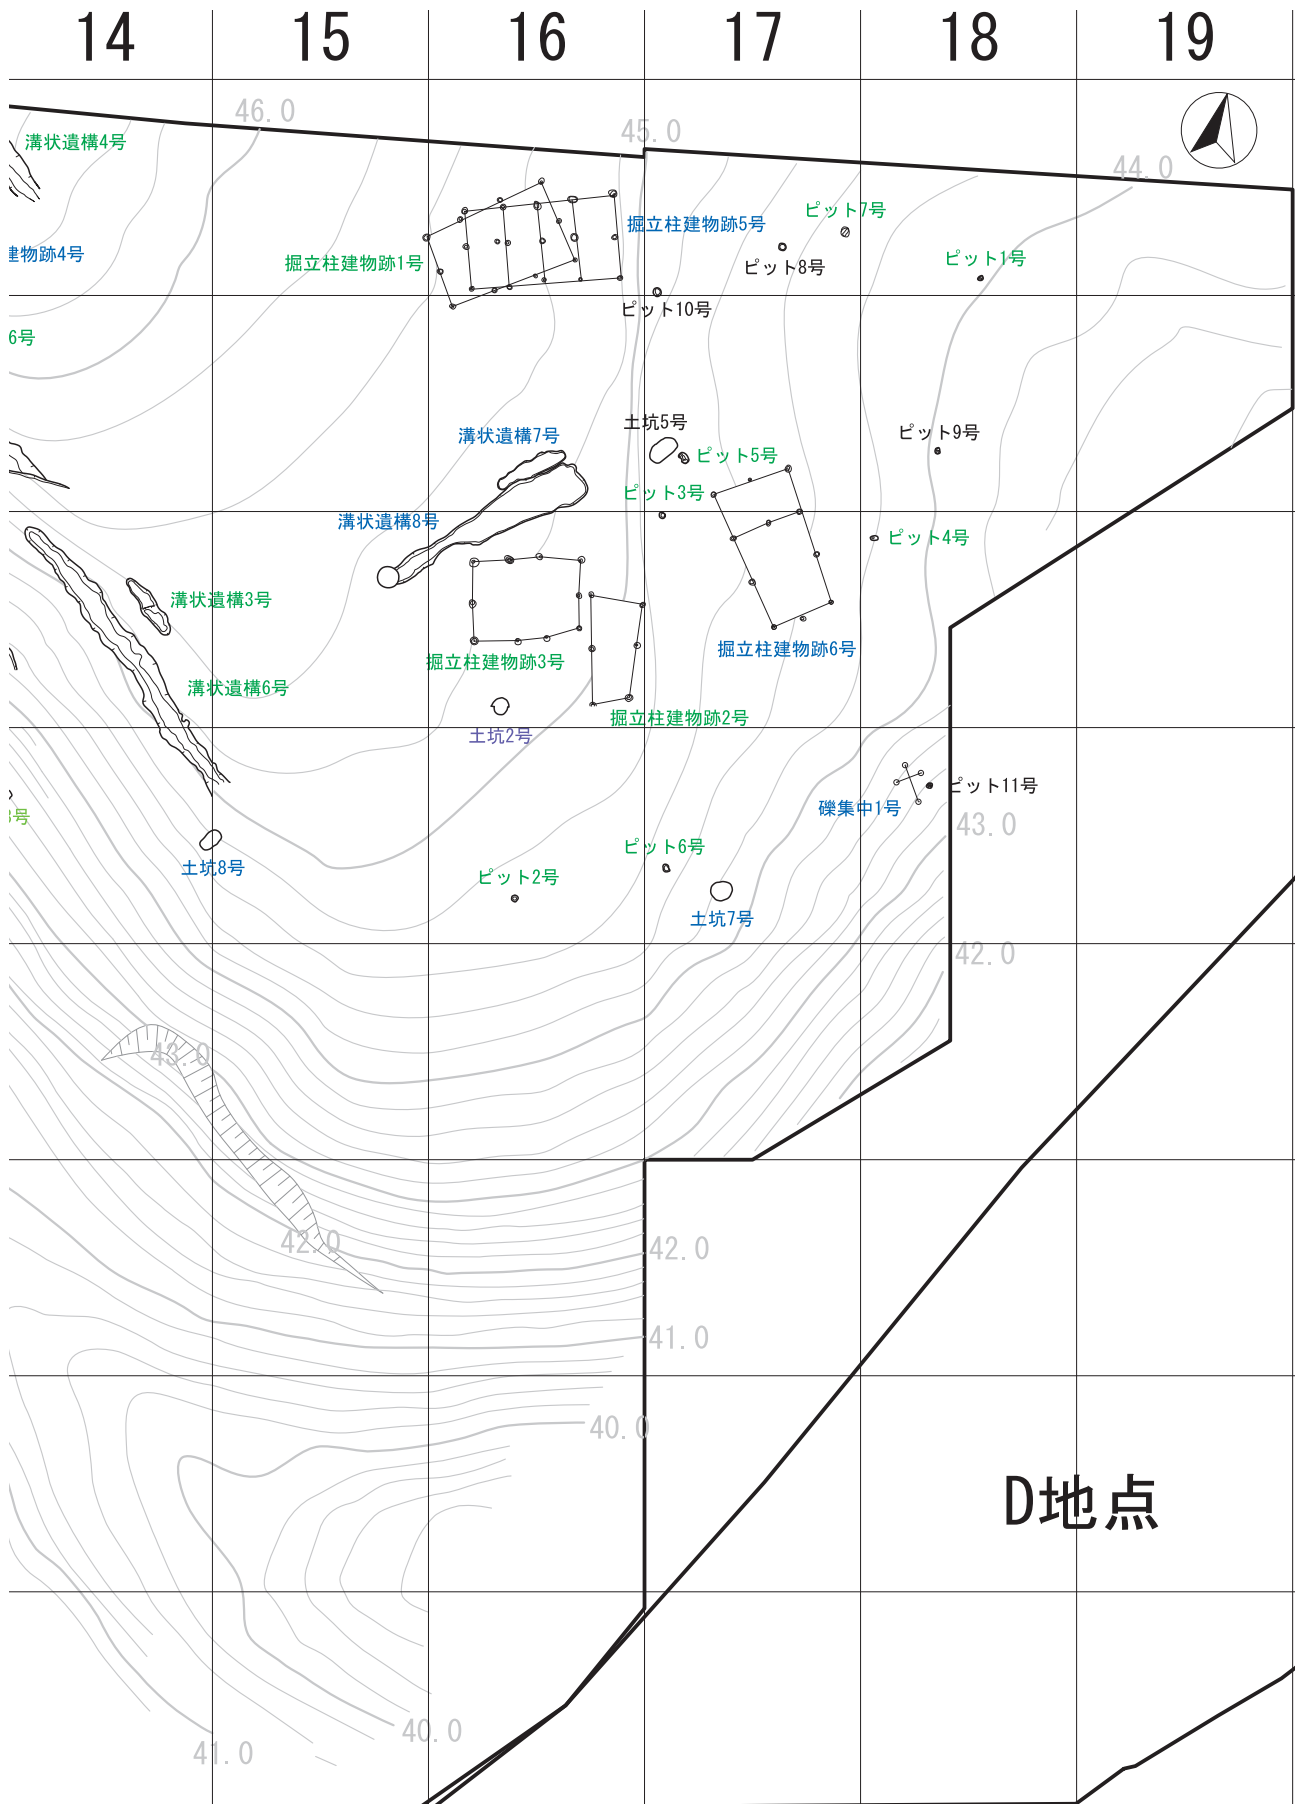 14 15 16 17 18 19
46.0
45.0
44.0
溝状遺構4号
掘立柱建物跡5号
ピット7号
建物跡4号
掘立柱建物跡1号
ピット8号
ピット1号
ピット10号
6号
土坑5号
溝状遺構7号
ピット9号
ピット5号
ピット3号
溝状遺構8号
ピット4号
溝状遺構3号
掘立柱建物跡6号
掘立柱建物跡3号
溝状遺構6号
掘立柱建物跡2号
土坑2号
ピット11号
礫集中1号
43.0
号
ピット6号
土坑8号
ピット2号
土坑7号
42.0
43.0
42.0
42.0
41.0
40.0
D地点
40.0
41.0